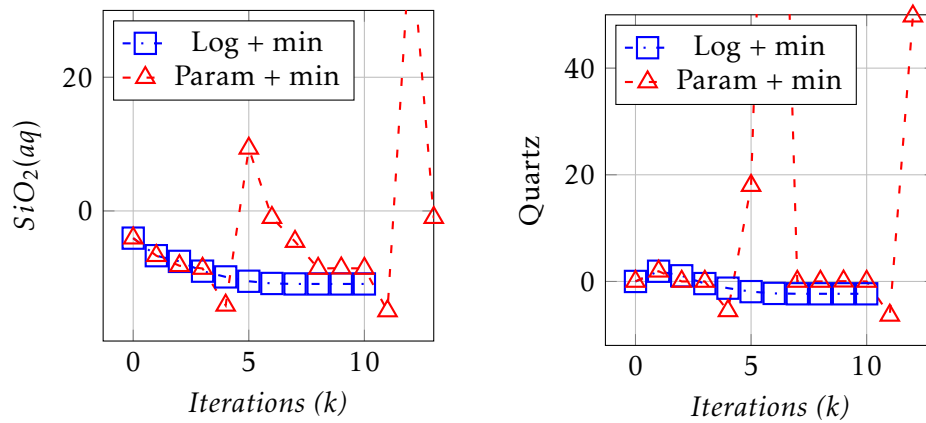 Log + min
Param + min
20
0
SiO₂(aq)
0
5
10
Iterations (k)
Log + min
Param + min
40
20
0
Quartz
0
5
10
Iterations (k)